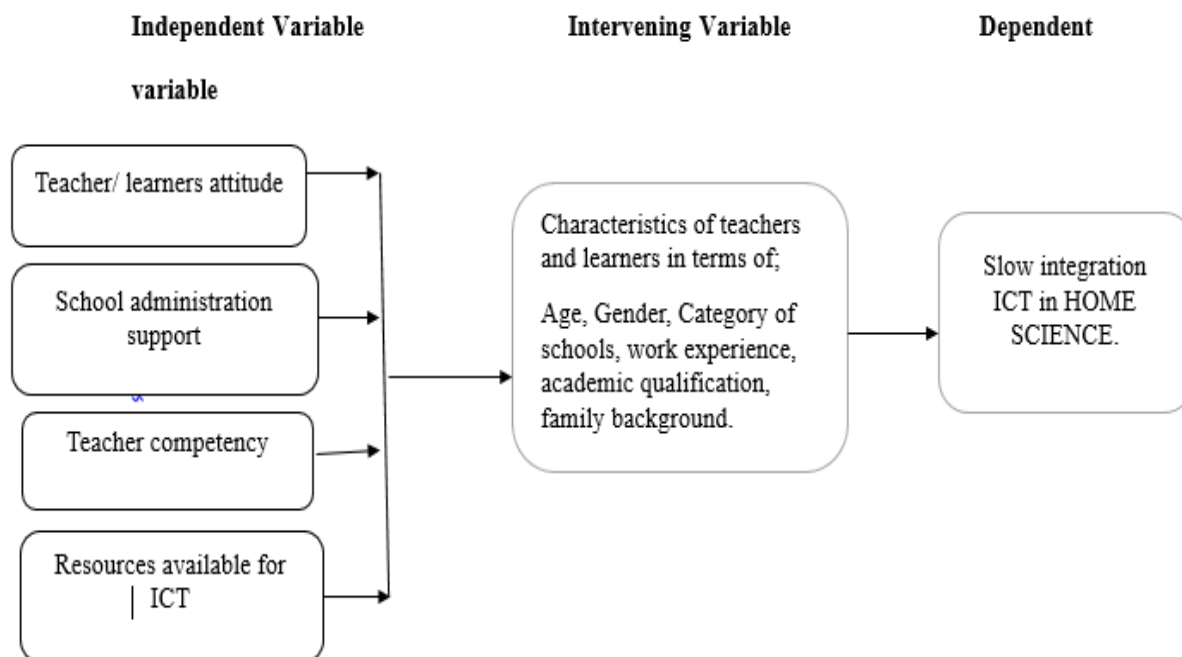 Independent Variable
Intervening Variable
Dependent
variable
Teacher/ learners attitude
School administration
support
Teacher competency
Resources available for
ICT
Characteristics of teachers
and learners in terms of;
Age, Gender, Category of
schools, work experience,
academic qualification,
family background.
Slow integration
ICT in HOME
SCIENCE.